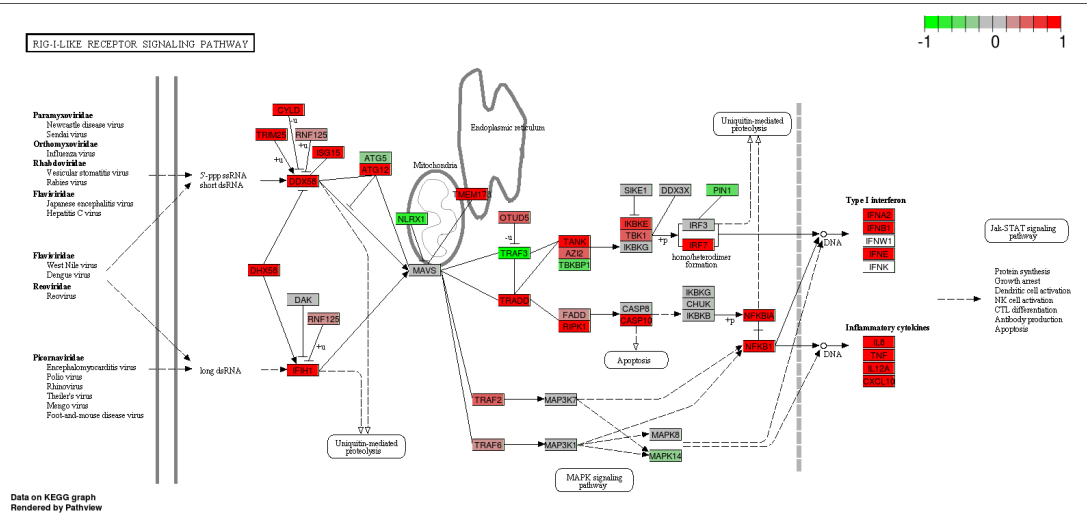 RIG-I-LIKE RECEPTOR SIGNALING PATHWAY
-1 0 1
Paramyxoviridae
Newcastle disease virus
Sendai virus
Orthomyxoviridae
Influenza virus
Rhabdoviridae
Vesicular stomatitis virus
Rabies virus
Flaviviridae
Japanese encephalitis virus
Hepatitis C virus
Flaviviridae
West Nile virus
Dengue virus
Reoviridae
Reovirus
Picornaviridae
Encephalomyocarditis virus
Polio virus
Rhinovirus
Theiler's virus
Mengo virus
Foot-and-mouse disease virus
5'-ppp ssRNA
short dsRNA
long dsRNA
CYLD
-u
TRIM25
RNF125
+u
+u
ISG15
DDX58
ATG5
ATG12
DHX58
DAK
RNF125
+u
IFIH1
Ubiquitin-mediated
proteolysis
Mitochondria
Endoplasmic reticulum
TMEM173
NLRX1
MAVS
OTUD5
-u
TRAF3
TRADD
TANK
AZI2
TBKBP1
FADD
RIPK1
TRAF2
TRAF6
SIKE1
DDX3X
PIN1
IKBKE
TBK1
IKBKG
+p
IRF3
IRF7
homo/heterodimer
formation
Ubiquitin-mediated
proteolysis
CASP8
CASP10
Apoptosis
IKBKG
CHUK
IKBKB
+p
NFKBIA
NFKB1
MAP3K7
MAP3K1
MAPK8
MAPK14
MAPK signaling
pathway
DNA
DNA
Type I interferon
IFNA2
IFNB1
IFNW1
IFNE
IFNK
Inflammatory cytokines
IL8
TNF
IL12A
CXCL10
Jak-STAT signaling
pathway
Protein synthesis
Growth arrest
Dendritic cell activation
NK cell activation
CTL differentiation
Antibody production
Apoptosis
Data on KEGG graph
Rendered by Pathview